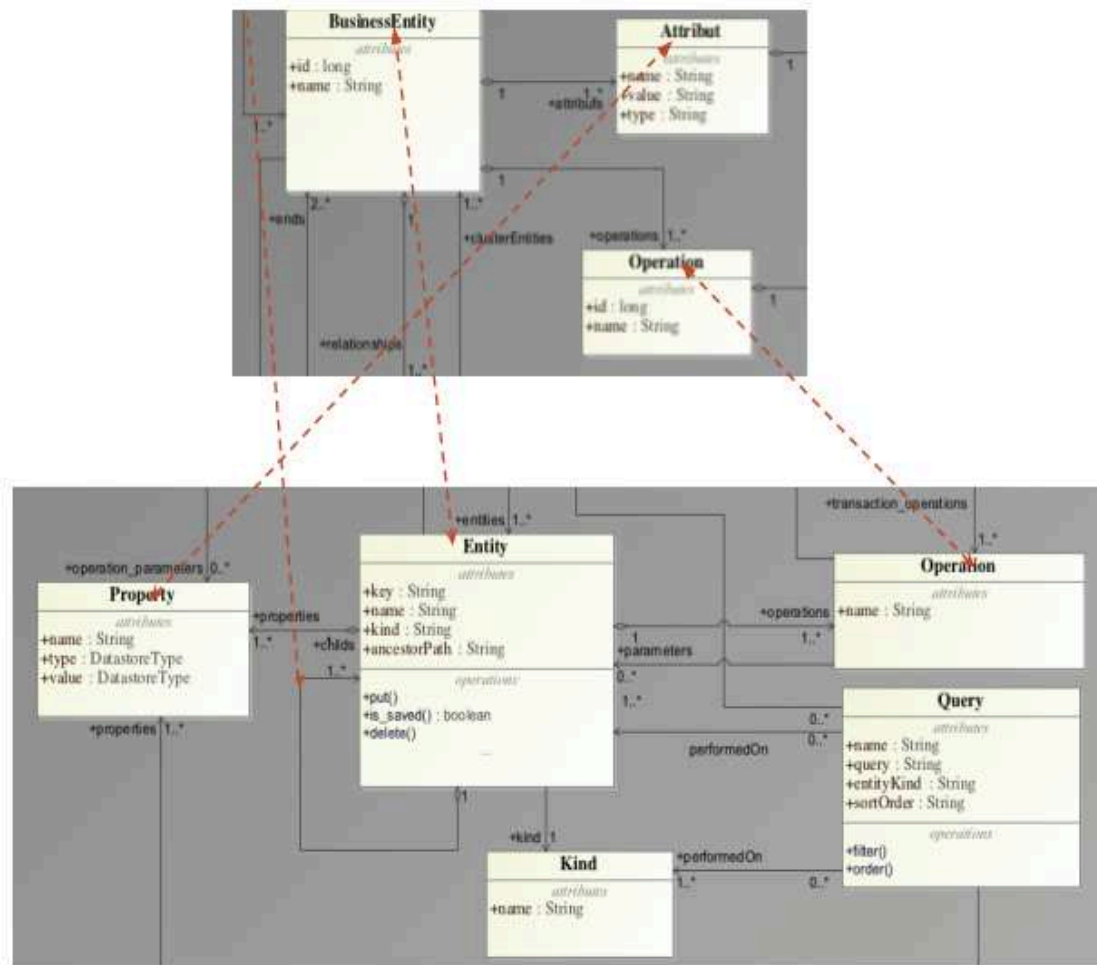 BusinessEntity
attributes
+id : long
+name : String
Attribut
attributes
+name : String
+value : String
+type : String
1
1
1..*
+attributs
1..*
1
+ends
2..*
1
1..*
+clusterEntities
+operations
1..*
Operation
attributes
+id : long
+name : String
1
+relationships
1..*
+entities 1..*
+transaction_operations
1..*
+operation_parameters 0..*
Property
attributes
+name : String
+type : DatastoreType
+value : DatastoreType
+properties
1..*
+properties
1..*
+childs
1..*
Entity
attributes
+key : String
+name : String
+kind : String
+ancestorPath : String
operations
+put()
+is_saved() : boolean
+delete()
...
1
1
+operations
1..*
+parameters
0..*
1..*
Operation
attributes
+name : String
0..*
0..*
performedOn
Query
attributes
+name : String
+query : String
+entityKind : String
+sortOrder : String
operations
+filter()
+order()
+kind 1
Kind
attributes
+name : String
+performedOn
1..*
0..*